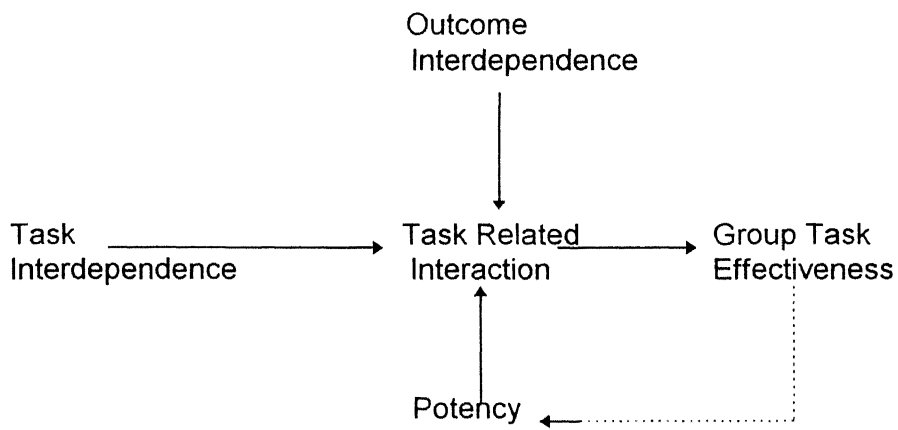 Outcome
Interdependence
Task
Interdependence
Task Related
Interaction
Group Task
Effectiveness
Potency